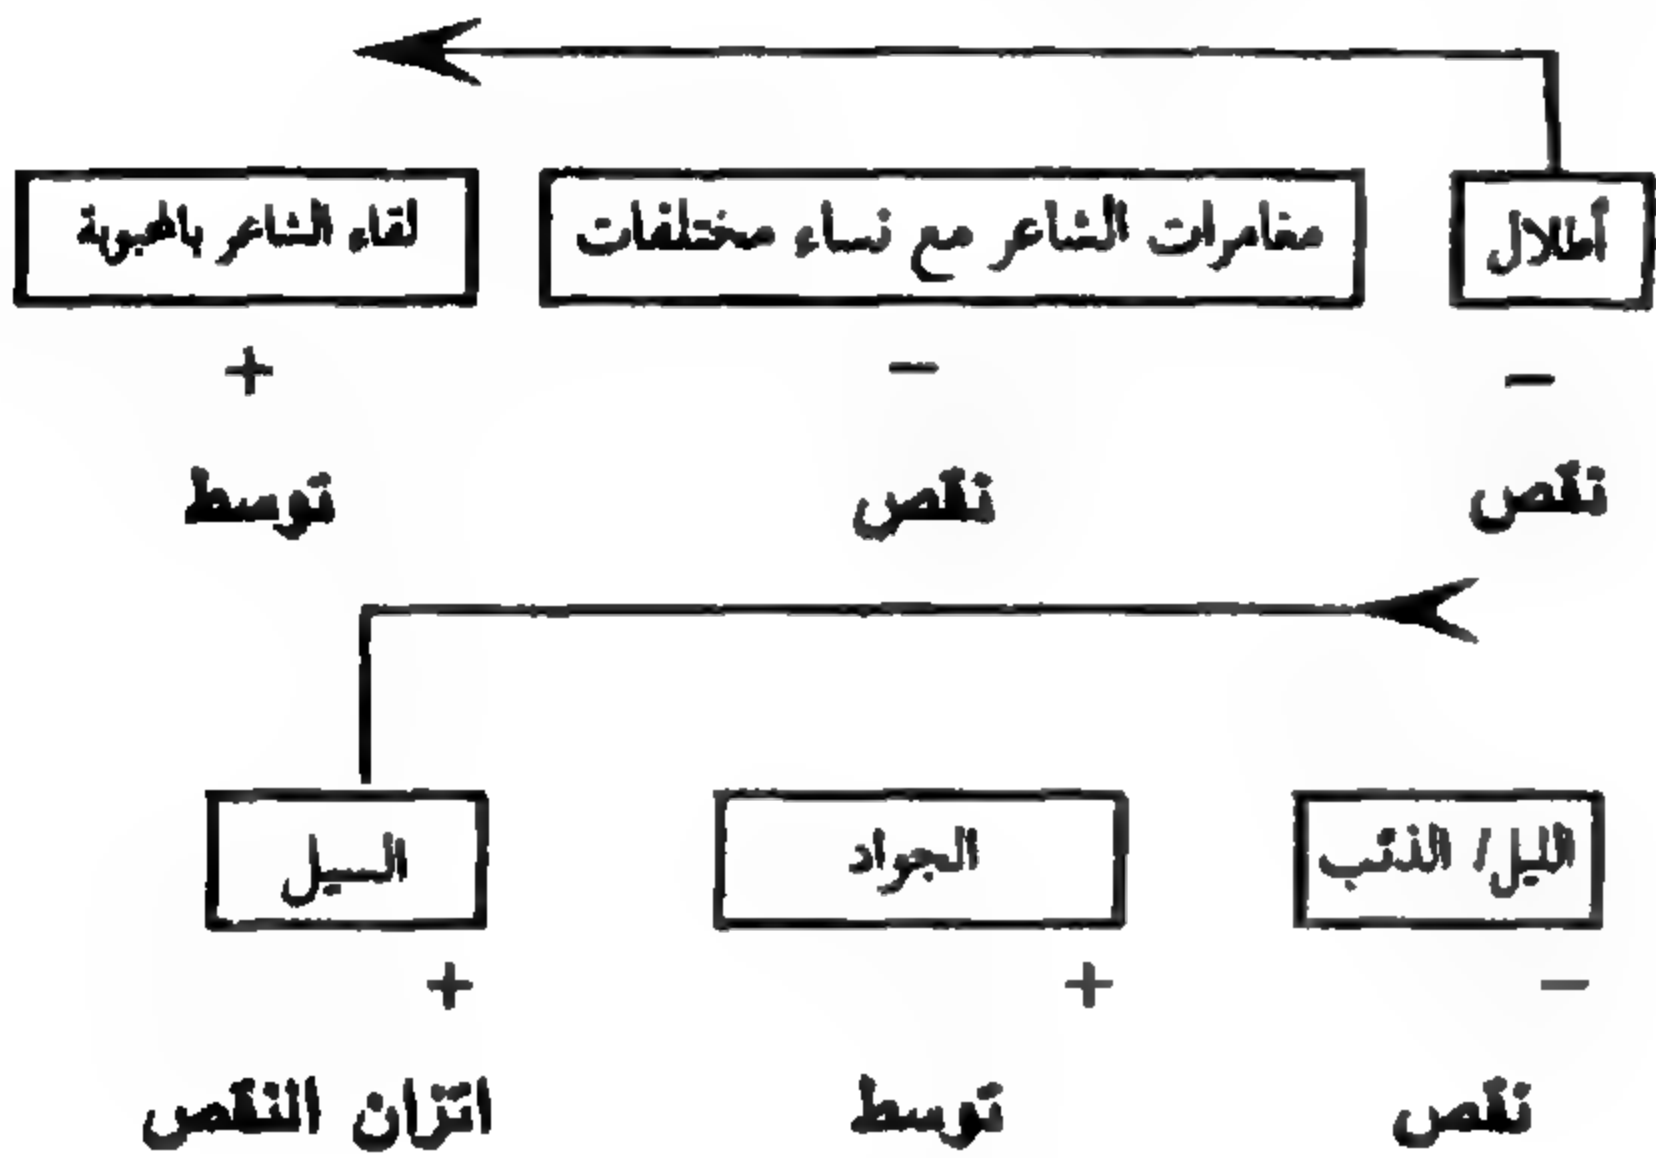 أطلال مغامرات الشاعر مع نساء مختلفات لقاء الشاعر بالمحبوبة
− − +
نقص نقص توسط
الليل/ الذئب الجواد السيل
− + +
نقص توسط اتزان النقص